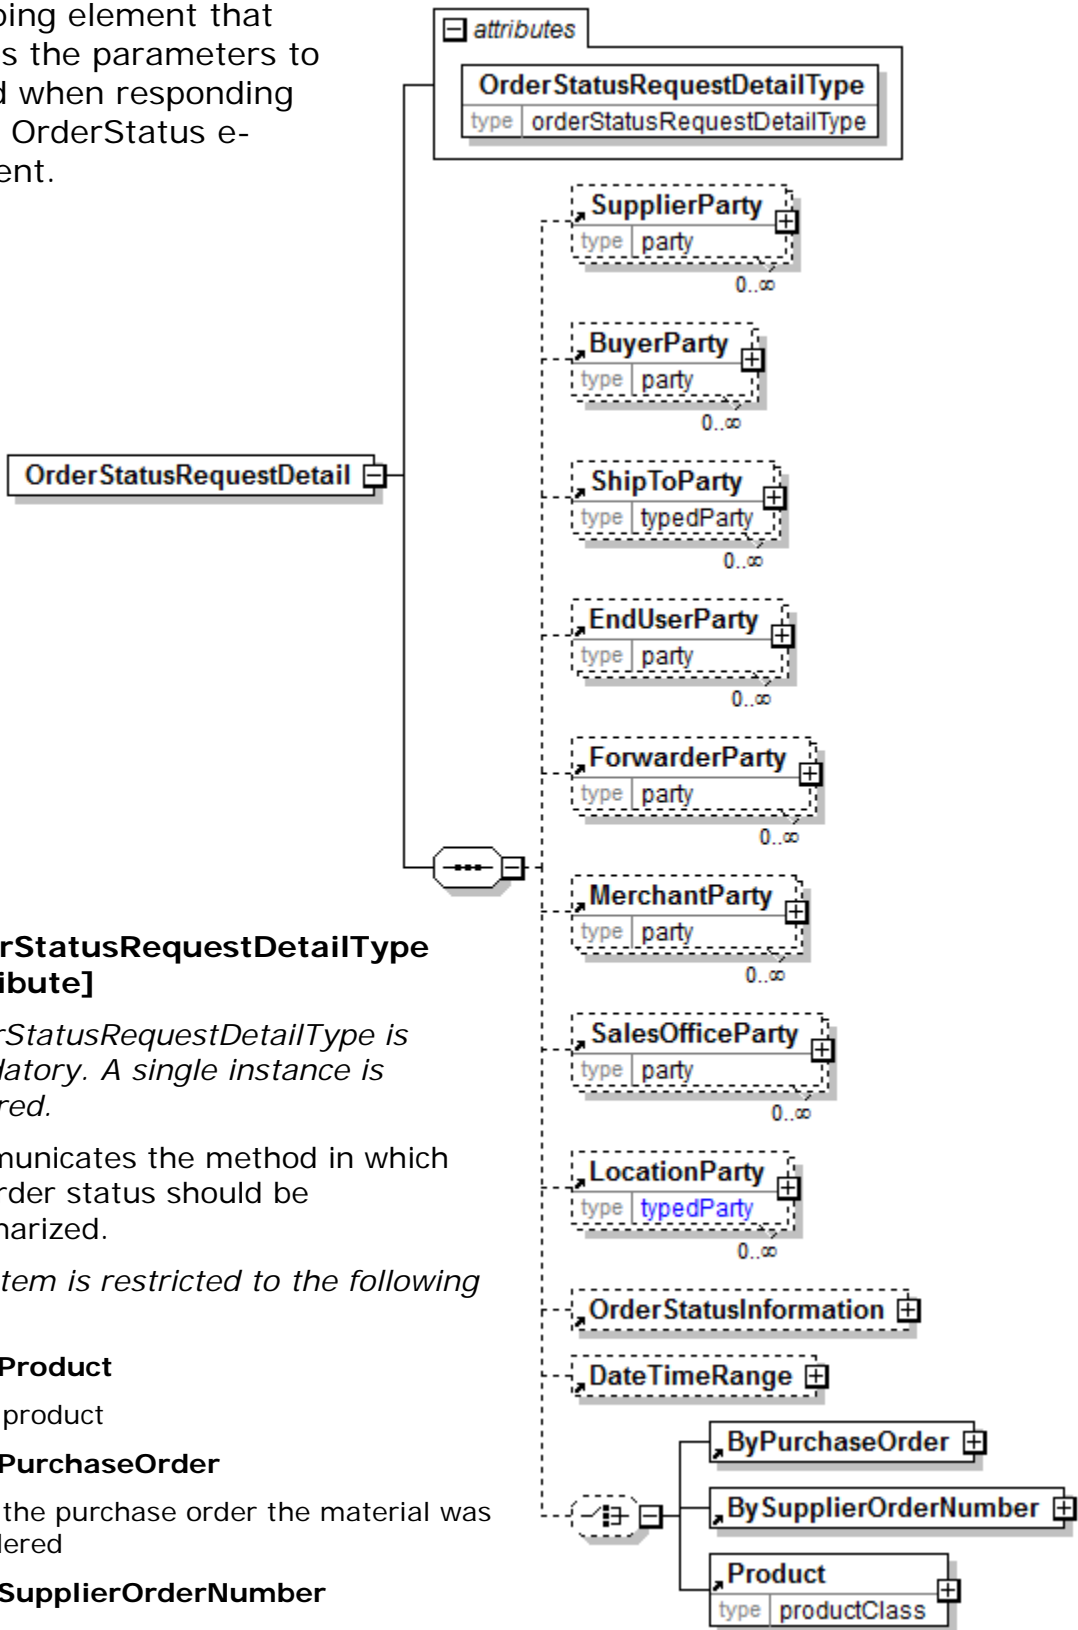 ping element that
s the parameters to
d when responding
OrderStatus e-
ent.
attributes
OrderStatusRequestDetailType
type orderStatusRequestDetailType
SupplierParty
type party
0..∞
BuyerParty
type party
0..∞
OrderStatusRequestDetail
ShipToParty
type typedParty
0..∞
EndUserParty
type party
0..∞
ForwarderParty
type party
0..∞
MerchantParty
type party
0..∞
SalesOfficeParty
type party
0..∞
LocationParty
type typedParty
0..∞
OrderStatusInformation
DateTimeRange
ByPurchaseOrder
BySupplierOrderNumber
Product
type productClass
rStatusRequestDetailType
ibute]
rStatusRequestDetailType is
datory. A single instance is
red.
municates the method in which
rder status should be
narized.
tem is restricted to the following
Product
product
PurchaseOrder
the purchase order the material was
lered
SupplierOrderNumber